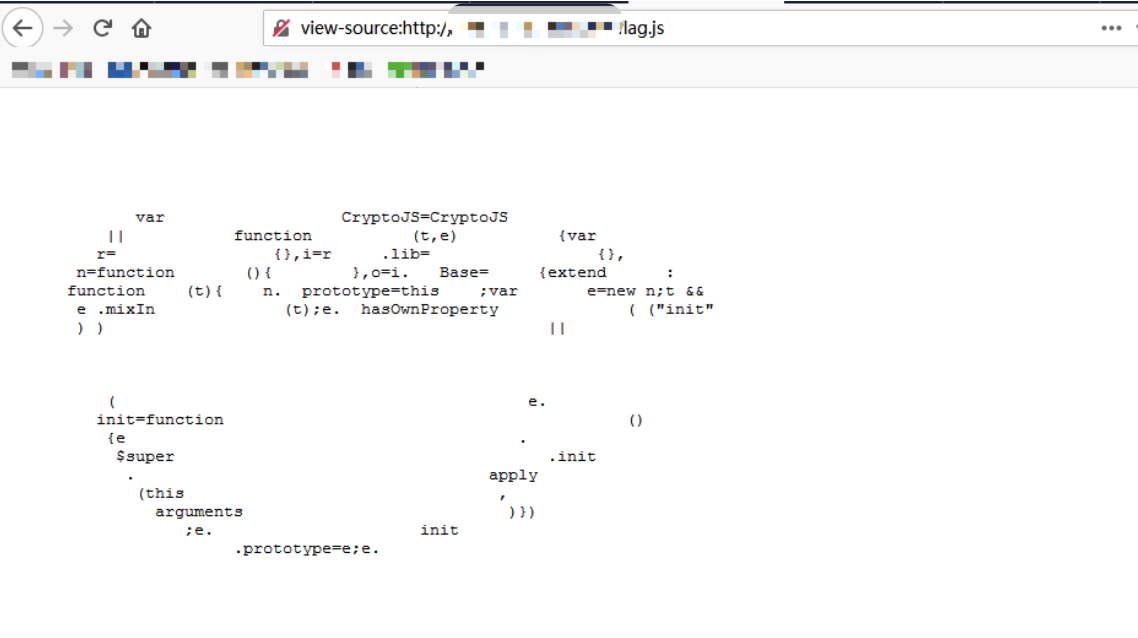 view-source:http:/ lag.js
var CryptoJS=CryptoJS
|| function (t,e) {var
r= {},i=r .lib= {},
n=function (){ },o=i. Base= {extend :
function (t){ n. prototype=this ;var e=new n;t &&
e .mixIn (t);e. hasOwnProperty ( ("init"
) ) ||
( e.
init=function ()
{e .
$super .init
. apply
(this ,
arguments )})
;e. init
.prototype=e;e.